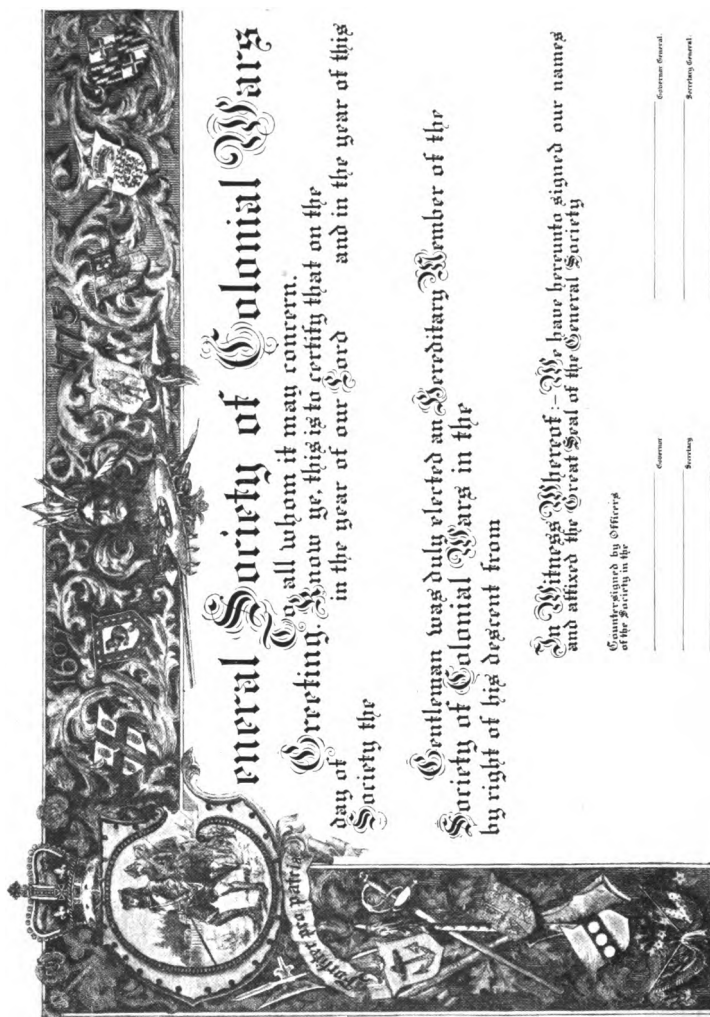 1607
1775
General Society of Colonial Wars
To all whom it may concern.
Greeting. Know ye, this is to certify that on the
day of in the year of our Lord and in the year of this
Society the
Gentleman was duly elected an Hereditary Member of the
Society of Colonial Wars in the
by right of his descent from
In Witness Whereof:–We have hereunto signed our names
and affixed the Great Seal of the General Society
Countersigned by Officers
of the Society in the
Governor
Governor General.
Secretary
Secretary General.
Fortiter pro Patria